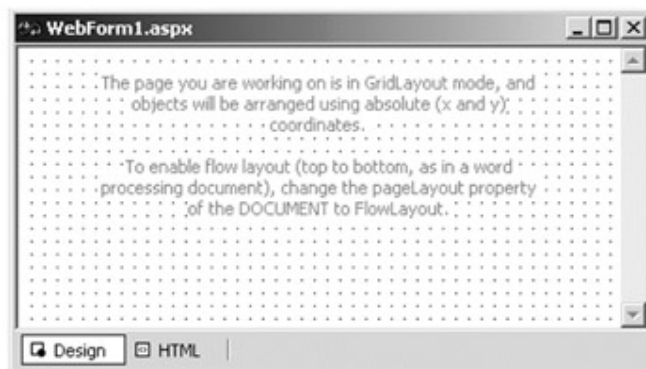 WebForm1.aspx
The page you are working on is in GridLayout mode, and
objects will be arranged using absolute (x and y)
coordinates.
To enable flow layout (top to bottom, as in a word
processing document), change the pageLayout property
of the DOCUMENT to FlowLayout.
Design HTML